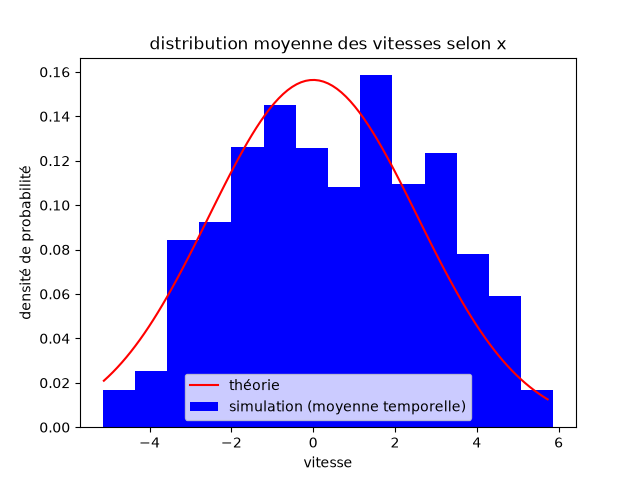 distribution moyenne des vitesses selon x
densité de probabilité
0.16
0.14
0.12
0.10
0.08
0.06
0.04
0.02
0.00
théorie
simulation (moyenne temporelle)
−4 −2 0 2 4 6
vitesse